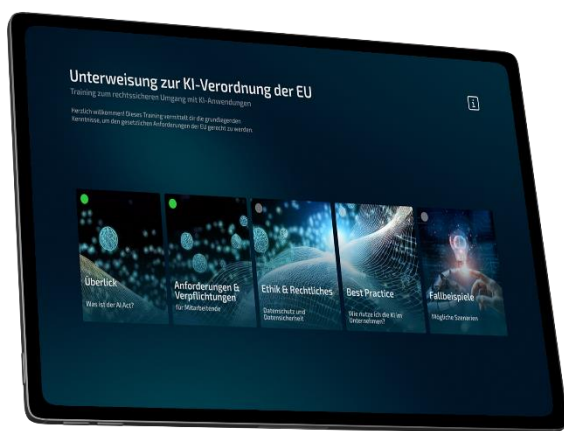 Unterweisung zur KI-Verordnung der EU
Training zum rechtssicheren Umgang mit KI-Anwendungen
Herzlich willkommen! Dieses Training vermittelt dir die grundlegenden
Kenntnisse, um den gesetzlichen Anforderungen der EU gerecht zu werden.
i
Überlick
Was ist der AI Act?
Anforderungen &
Verpflichtungen
für Mitarbeitende
Ethik & Rechtliches
Datenschutz und
Datensicherheit
Best Practice
Wie nutze ich die KI im
Unternehmen?
Fallbeispiele
Mögliche Szenarien